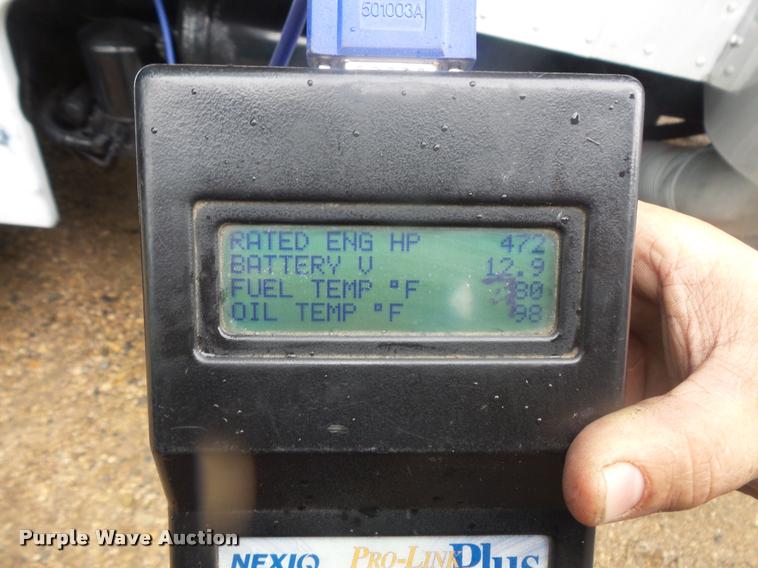 501003A
RATED ENG HP 472
BATTERY V 12.9
FUEL TEMP °F 80
OIL TEMP °F 98
NEXIQ PRO-LINK Plus
Purple Wave Auction